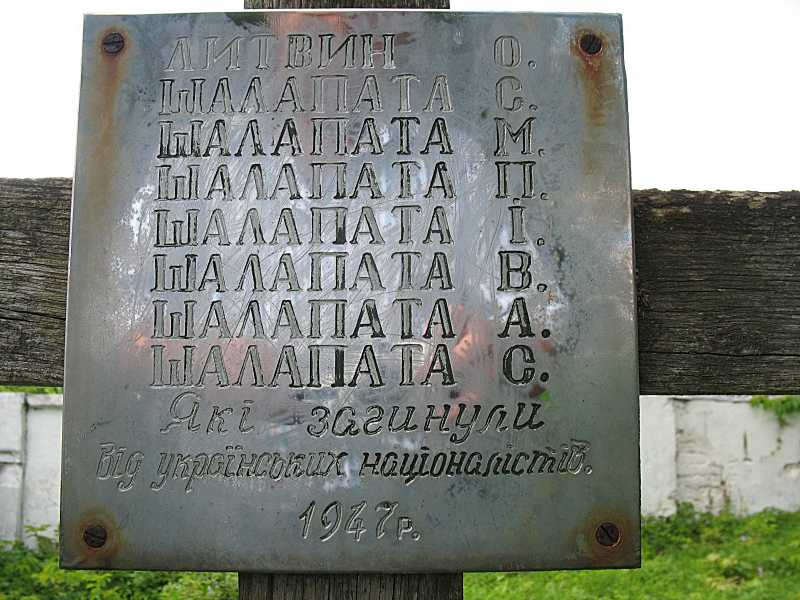 ЛИТВИН О.
ШАЛАПАТА С.
ШАЛАПАТА М.
ШАЛАПАТА П.
ШАЛАПАТА І.
ШАЛАПАТА В.
ШАЛАПАТА А.
ШАЛАПАТА С.
Які загинули
від українських націоналістів.
1947р.